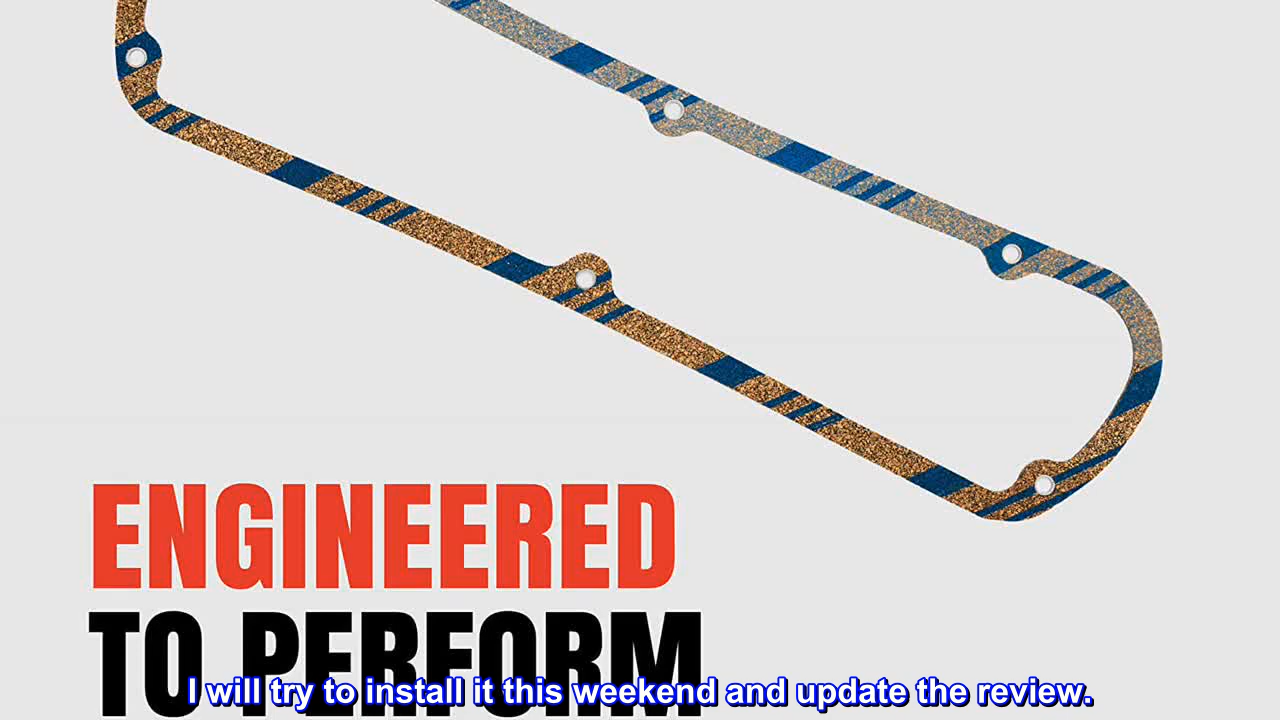 ENGINEERED
TO PERFORM
I will try to install it this weekend and update the review.